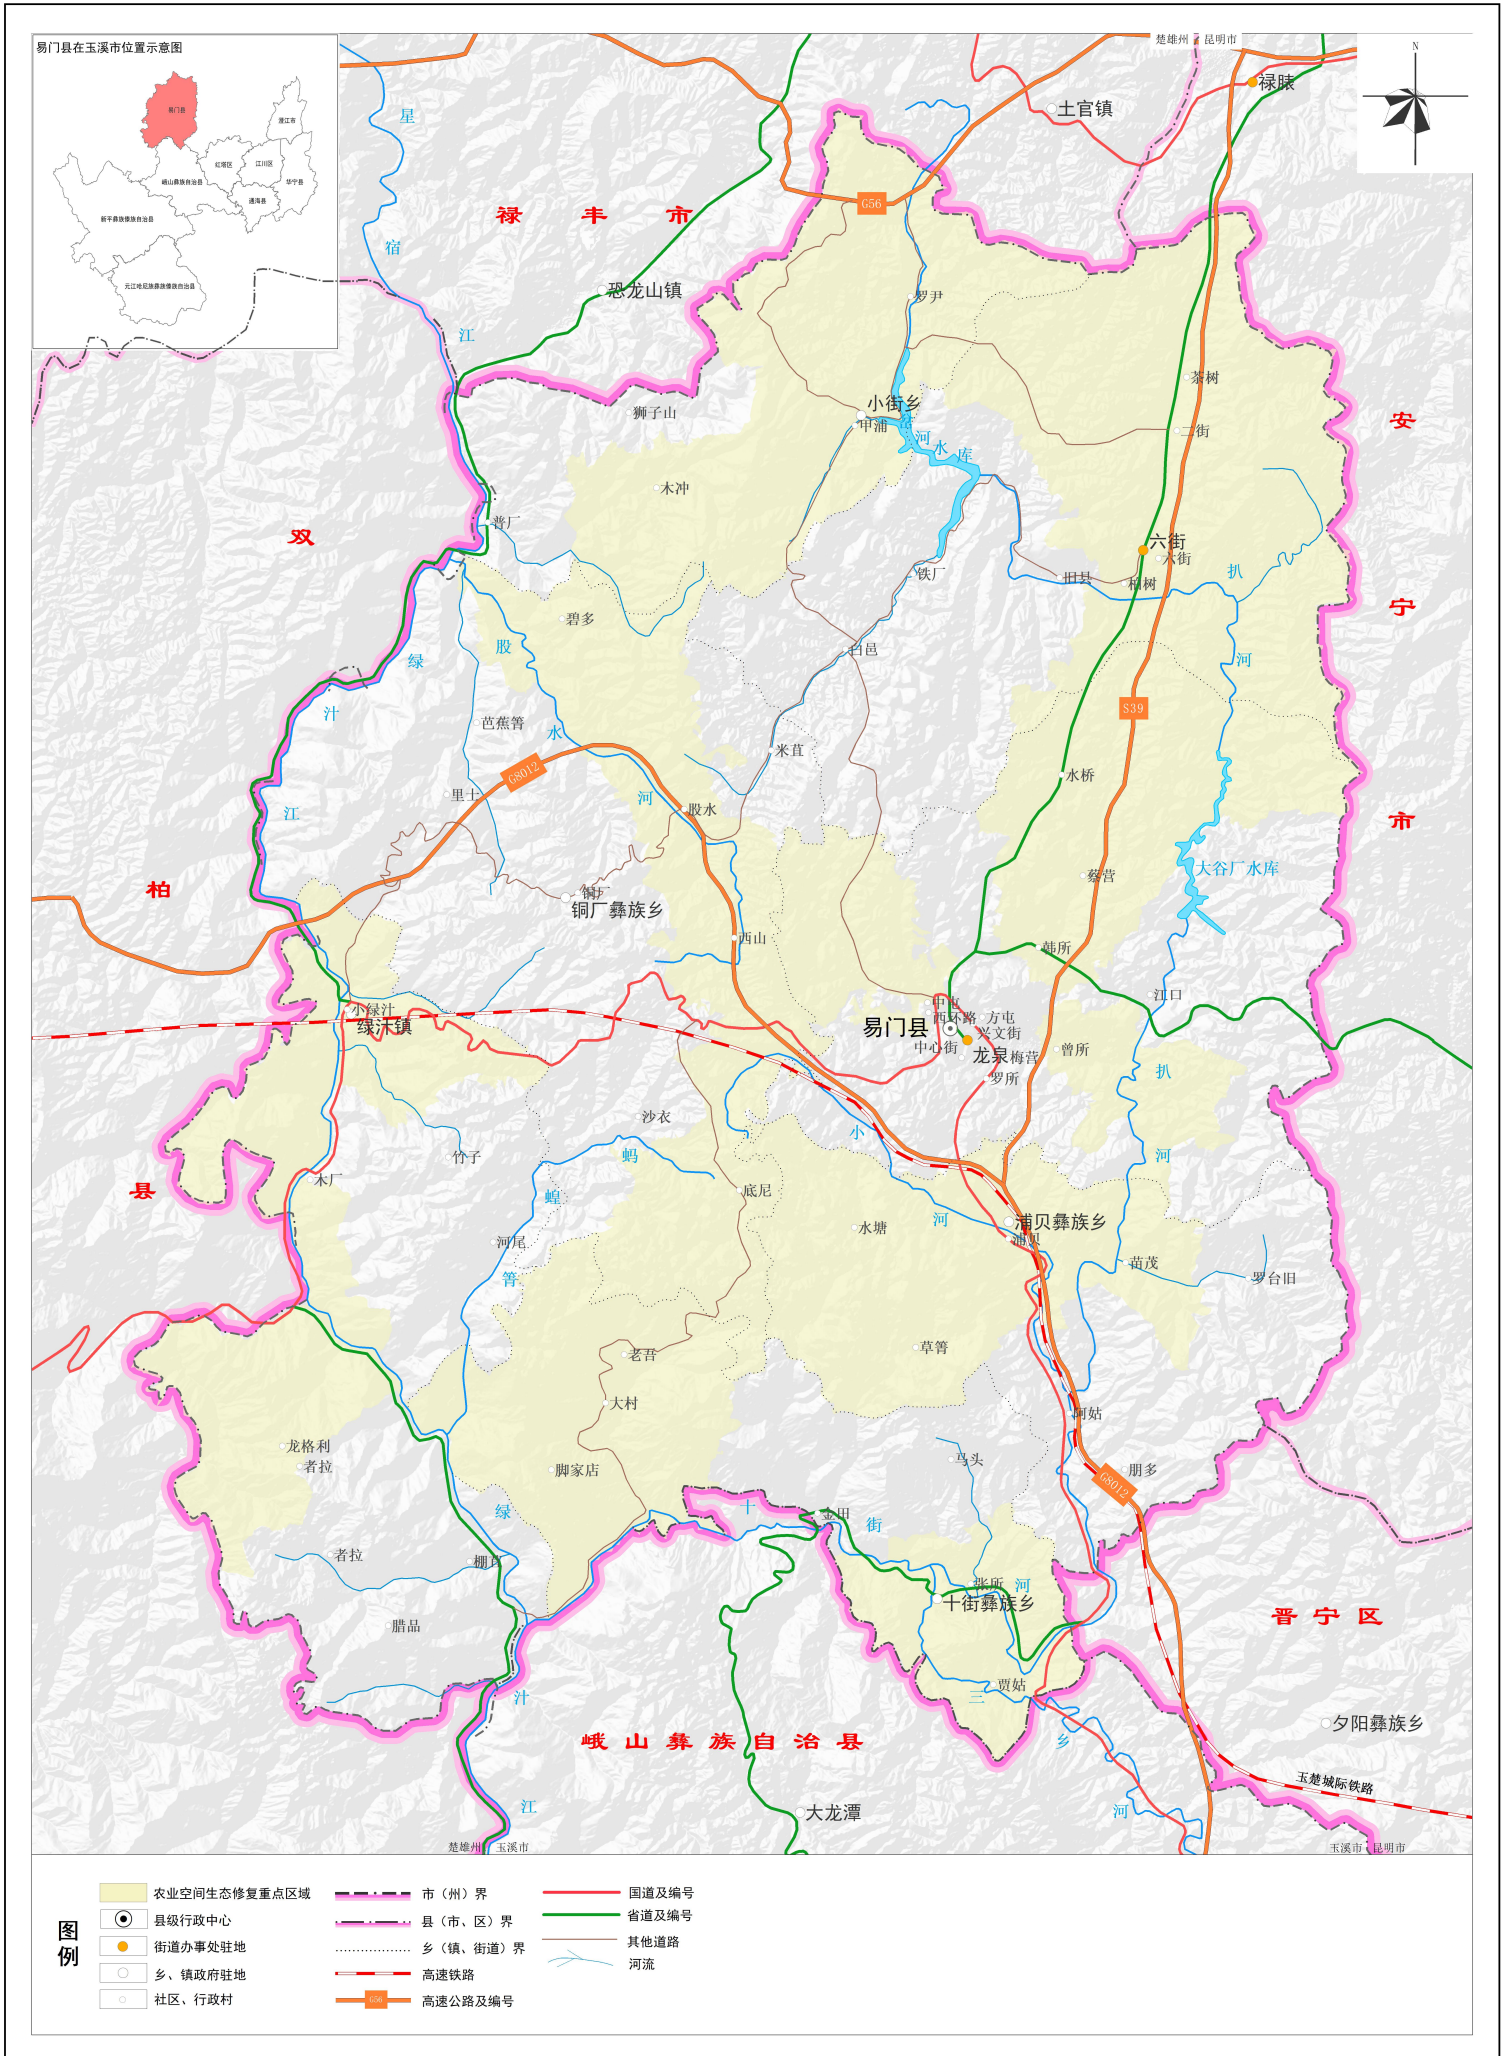 易门县在玉溪市位置示意图
易门县
澄江市
红塔区
江川区
华宁县
峨山彝族自治县
通海县
新平彝族傣族自治县
元江哈尼族彝族傣族自治县
楚雄州 昆明市
N
禄脿
土官镇
星
宿
江
禄丰市
G56
恐龙山镇
罗尹
茶树
小街乡
甲浦
岔
河
水
库
狮子山
二街
安
宁
市
木冲
普厂
双
柏
县
六街
六街
柏树
旧县
铁厂
扒
河
碧多
股
水
河
白邑
绿
汁
江
S39
芭蕉箐
米苴
水桥
G8012
里士
股水
大谷厂水库
蔡营
铜厂
铜厂彝族乡
西山
韩所
江口
小绿汁
绿汁镇
中屯
西环路
方屯
易门县
兴文街
中心街
龙泉
梅营
曾所
罗所
扒
河
沙衣
小
河
竹子
蚂
蝗
箐
木厂
底尼
河尾
水塘
浦贝彝族乡
浦贝
苗茂
罗台旧
草箐
老吾
大村
阿姑
龙格利
者拉
脚家店
马头
朋多
G8012
绿
汁
江
十
街
河
金田
者拉
棚苴
张所
十街彝族乡
晋宁区
腊品
贾姑
三
乡
河
峨山彝族自治县
夕阳彝族乡
玉楚城际铁路
大龙潭
楚雄州 玉溪市
玉溪市 昆明市
图例
农业空间生态修复重点区域
县级行政中心
街道办事处驻地
乡、镇政府驻地
社区、行政村
市（州）界
县（市、区）界
乡（镇、街道）界
高速铁路
G56
高速公路及编号
国道及编号
省道及编号
其他道路
河流